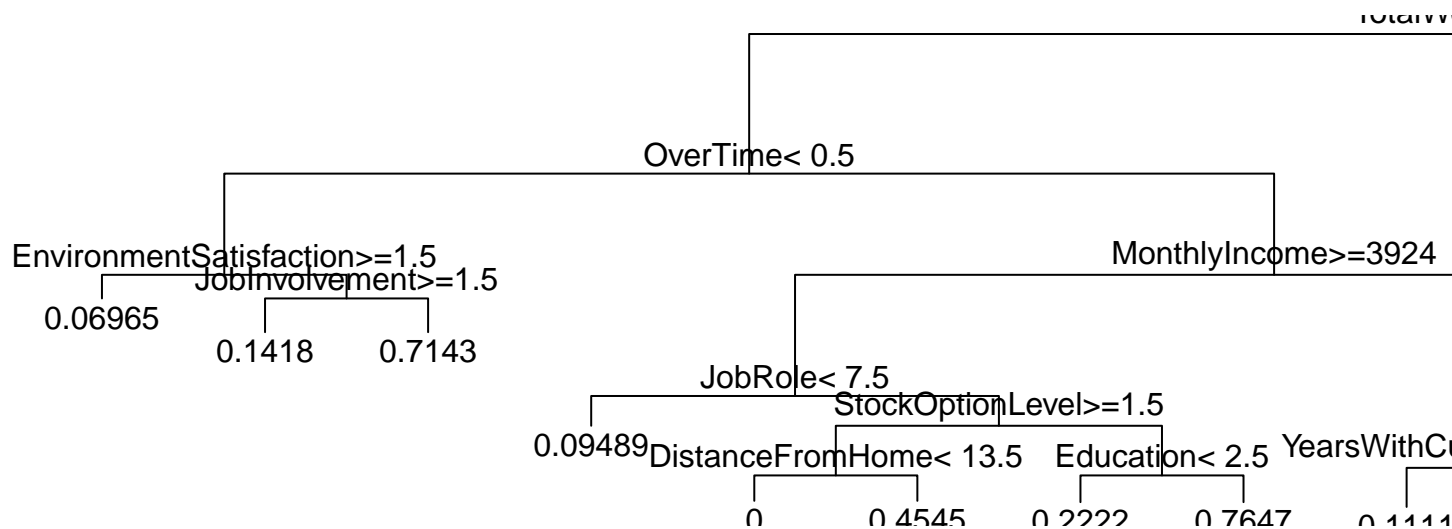 OverTime< 0.5
EnvironmentSatisfaction>=1.5
MonthlyIncome>=3924
JobInvolvement>=1.5
0.06965
0.1418
0.7143
JobRole< 7.5
StockOptionLevel>=1.5
0.09489
DistanceFromHome< 13.5
Education< 2.5
0
0.4545
0.2222
0.7647